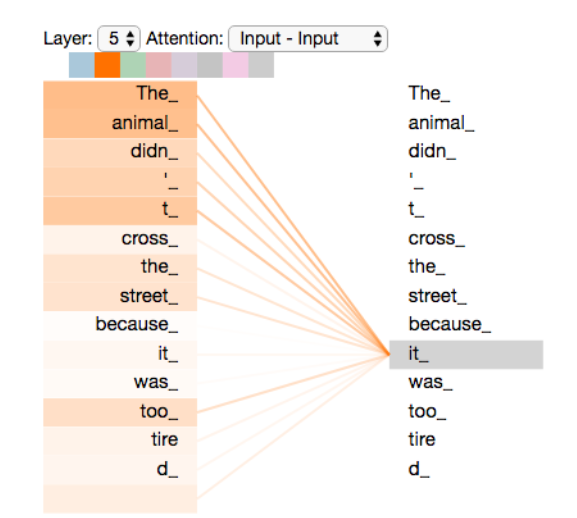 Layer: 5 Attention: Input - Input
The_ The_
animal_ animal_
didn_ didn_
'_ '_
t_ t_
cross_ cross_
the_ the_
street_ street_
because_ because_
it_ it_
was_ was_
too_ too_
tire tire
d_ d_